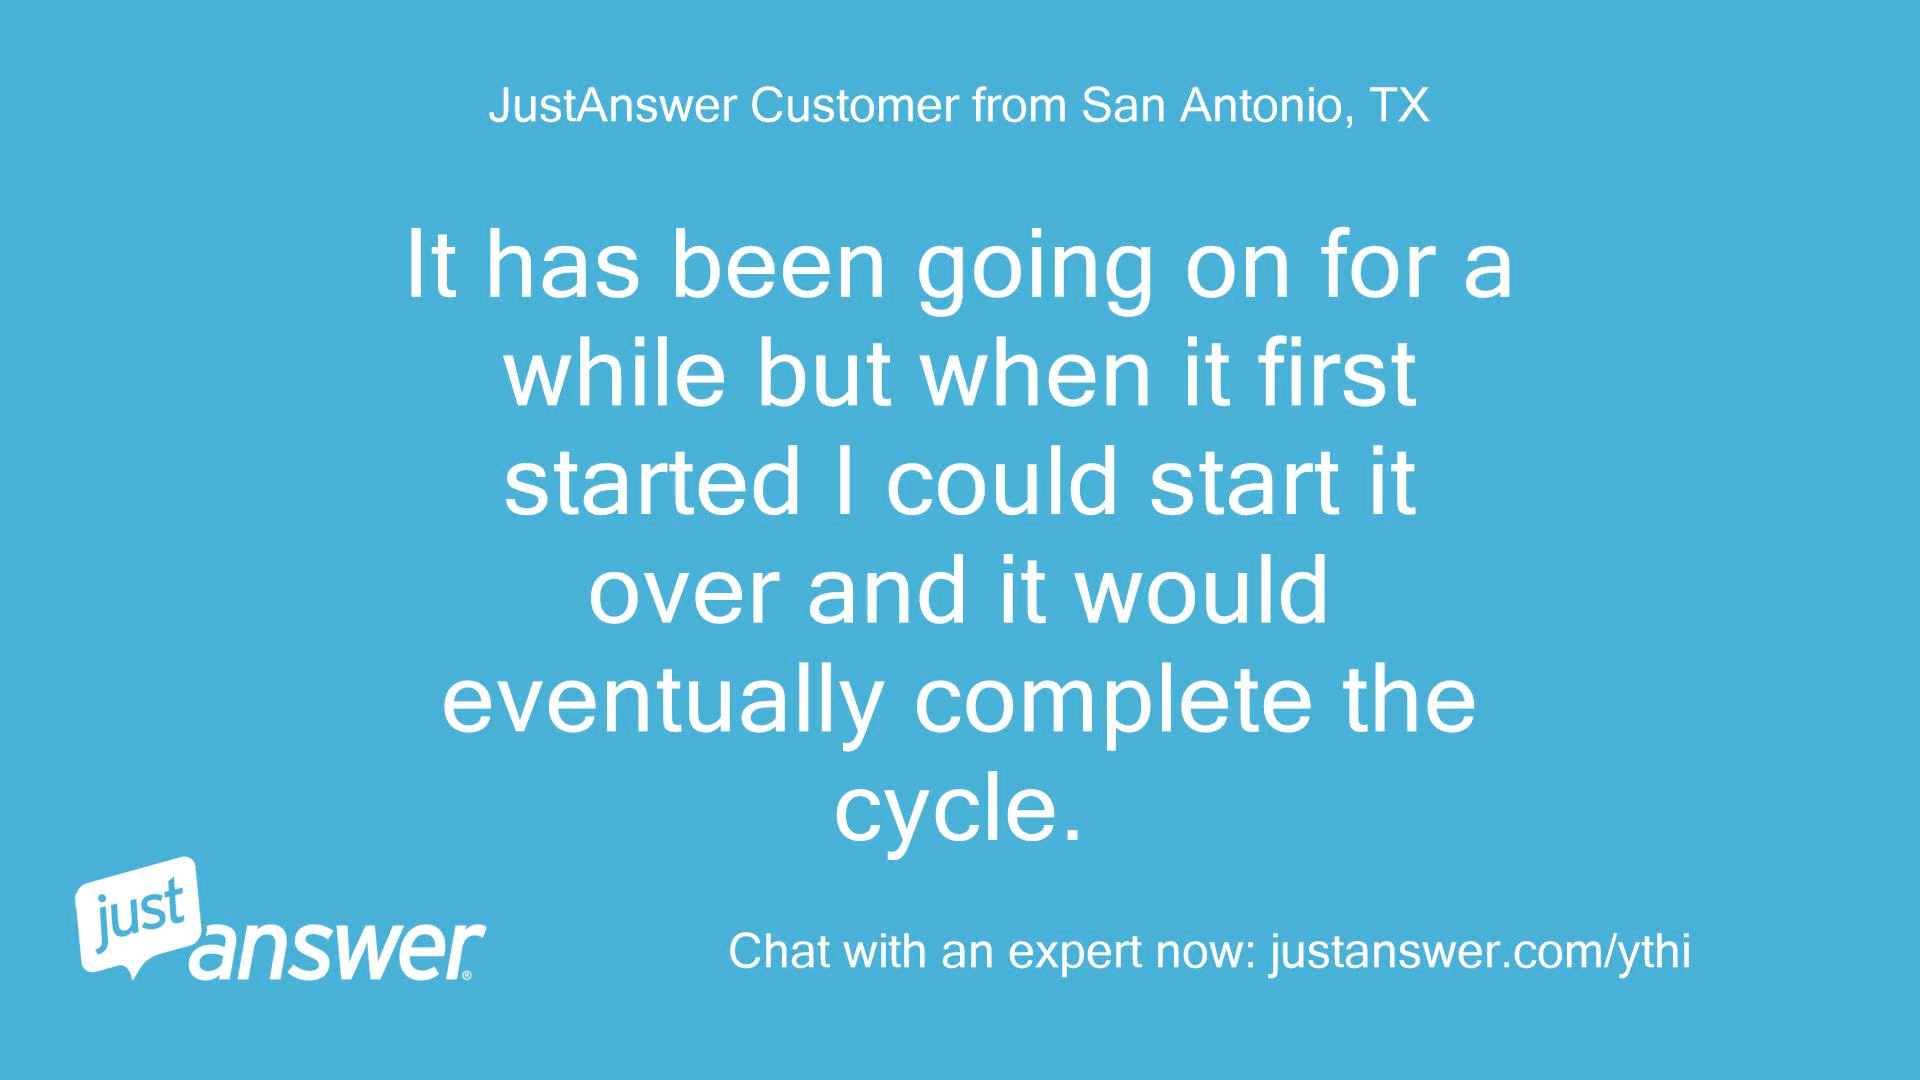 JustAnswer Customer from San Antonio, TX
It has been going on for a
while but when it first
started I could start it
over and it would
eventually complete the
cycle.
just
answer®
Chat with an expert now: justanswer.com/ythi